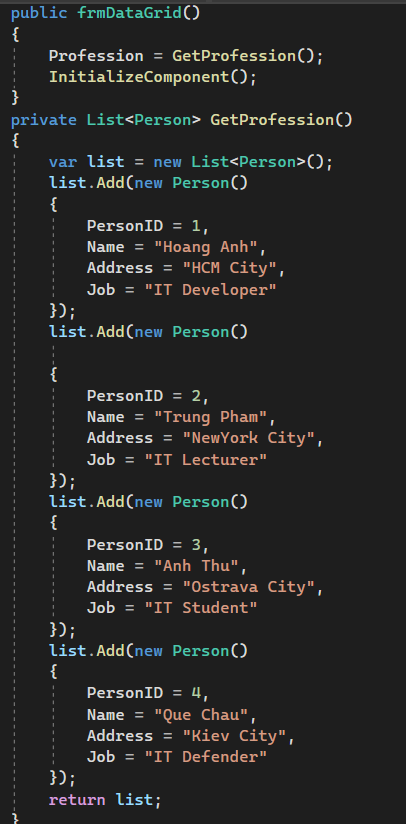 public frmDataGrid()
{
    Profession = GetProfession();
    InitializeComponent();
}
private List<Person> GetProfession()
{
    var list = new List<Person>();
    list.Add(new Person()
    {
        PersonID = 1,
        Name = "Hoang Anh",
        Address = "HCM City",
        Job = "IT Developer"
    });
    list.Add(new Person()
    {
        PersonID = 2,
        Name = "Trung Pham",
        Address = "NewYork City",
        Job = "IT Lecturer"
    });
    list.Add(new Person()
    {
        PersonID = 3,
        Name = "Anh Thu",
        Address = "Ostrava City",
        Job = "IT Student"
    });
    list.Add(new Person()
    {
        PersonID = 4,
        Name = "Que Chau",
        Address = "Kiev City",
        Job = "IT Defender"
    });
    return list;
}